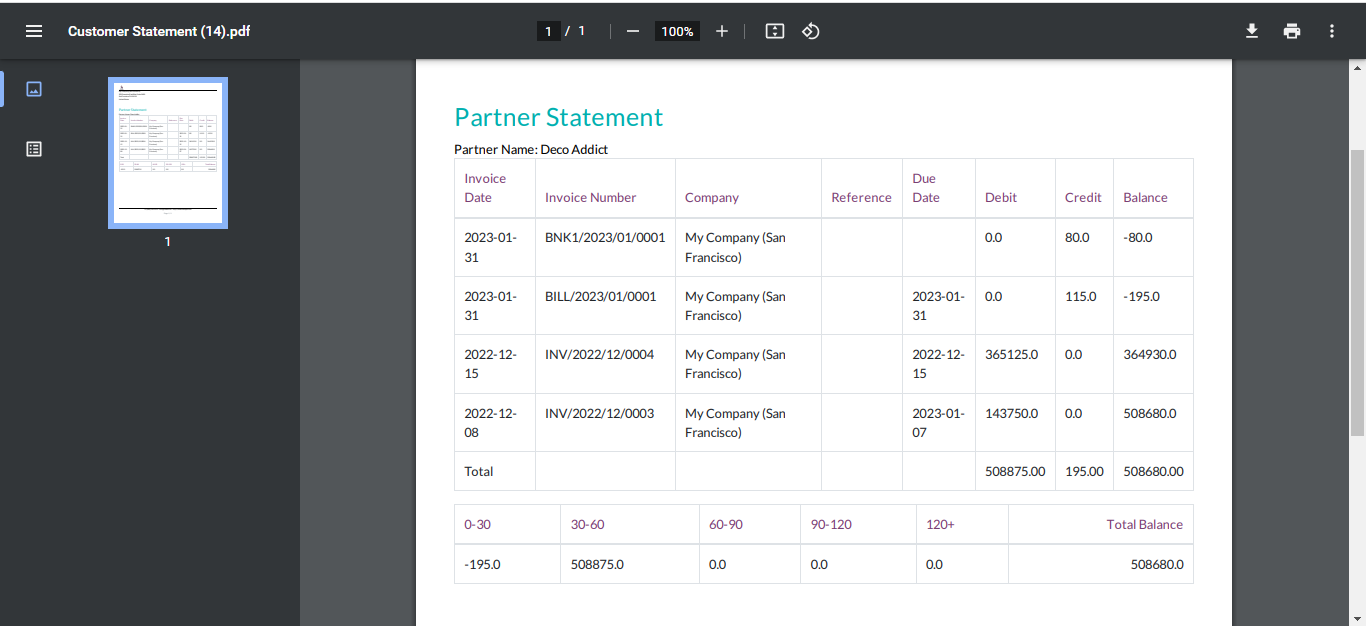 Customer Statement (14).pdf
1 / 1
100%
1
Partner Statement
Partner Name: Deco Addict
Invoice Date Invoice Number Company Reference Due Date Debit Credit Balance
2023-01-31 BNK1/2023/01/0001 My Company (San Francisco) 0.0 80.0 -80.0
2023-01-31 BILL/2023/01/0001 My Company (San Francisco) 2023-01-31 0.0 115.0 -195.0
2022-12-15 INV/2022/12/0004 My Company (San Francisco) 2022-12-15 365125.0 0.0 364930.0
2022-12-08 INV/2022/12/0003 My Company (San Francisco) 2023-01-07 143750.0 0.0 508680.0
Total 508875.00 195.00 508680.00
0-30 30-60 60-90 90-120 120+ Total Balance
-195.0 508875.0 0.0 0.0 0.0 508680.0